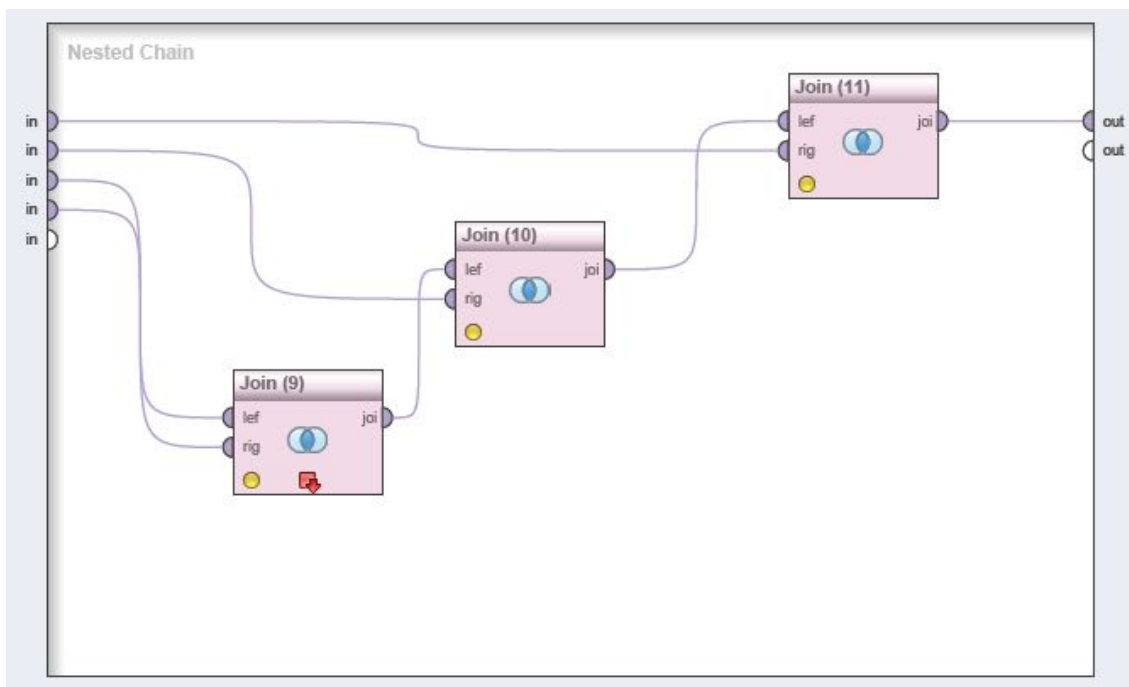 Nested Chain
Join (11)
in
lef
joi
out
in
rig
out
in
in
Join (10)
in
lef
joi
rig
Join (9)
lef
joi
rig